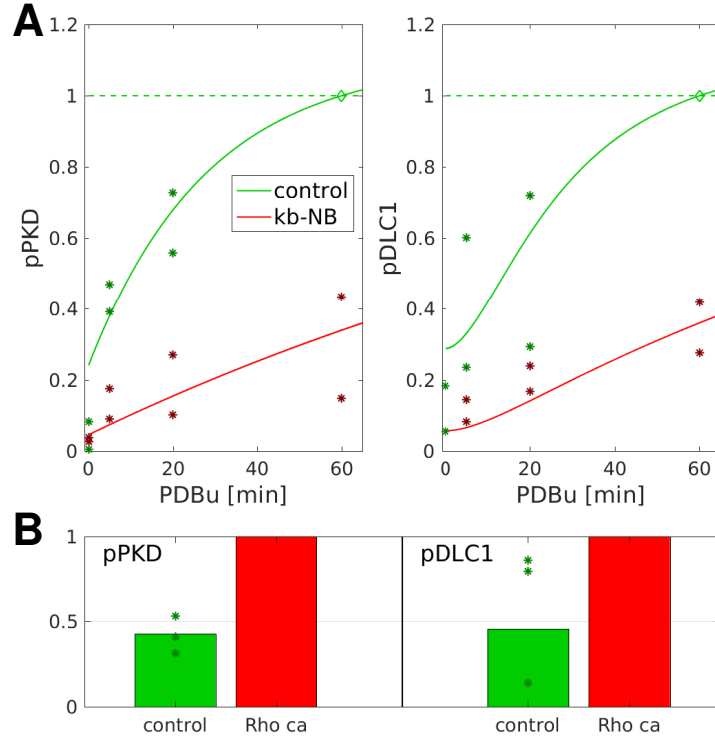 A
pPKD
1.2
1
0.8
0.6
0.4
0.2
0
control
kb-NB
0 20 40 60
PDBu [min]
pDLC1
1.2
1
0.8
0.6
0.4
0.2
0
0 20 40 60
PDBu [min]
B
1
0.5
0
pPKD
pDLC1
control Rho ca control Rho ca